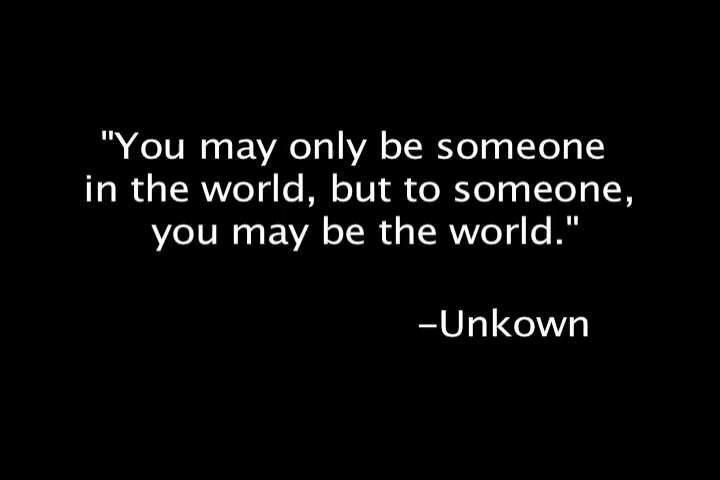 "You may only be someone
in the world, but to someone,
you may be the world."
–Unkown